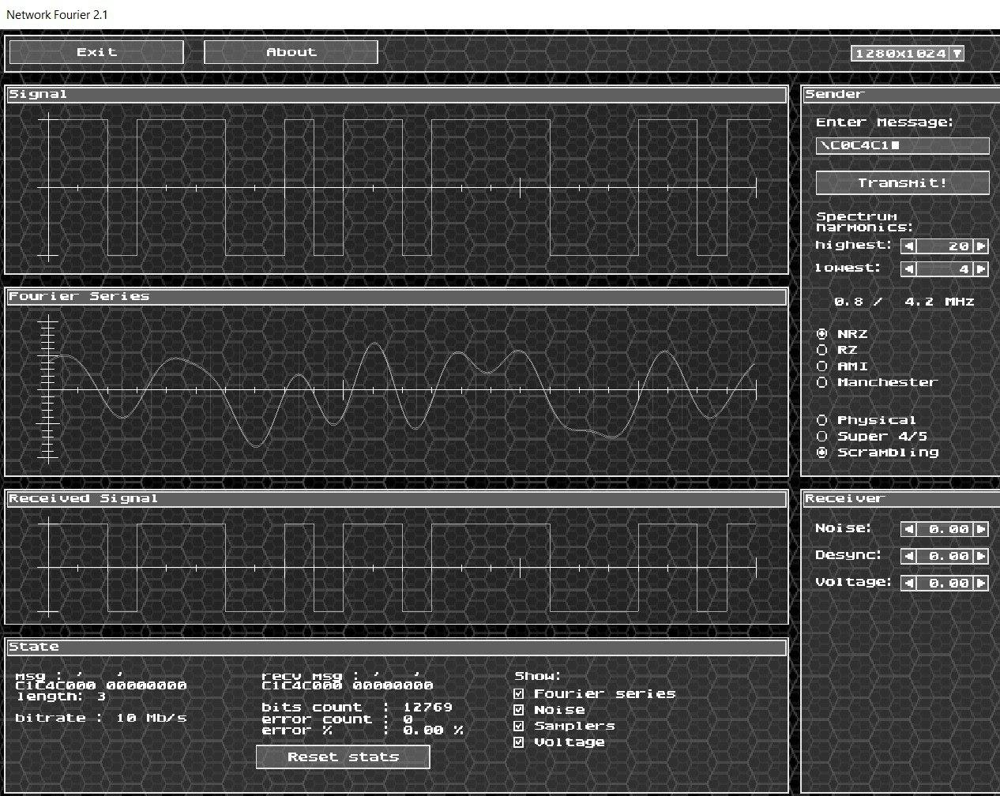 Network Fourier 2.1
Exit
About
1280x1024
Signal
Sender
Enter Message:
\C0C4C1
Transmit!
Spectrum
harmonics:
highest: 20
lowest: 4
0.8 / 4.2 MHz
NRZ
RZ
AMI
Manchester
Physical
Super 4/5
Scrambling
Fourier Series
Received Signal
Receiver
Noise: 0.00
Desync: 0.00
Voltage: 0.00
State
msg : ' '
C1C4C000 00000000
length: 3
bitrate : 10 Mb/s
recv msg : ' '
C1C4C000 00000000
bits count : 12769
error count : 0
error % : 0.00 %
Reset stats
Show:
Fourier series
Noise
Samplers
Voltage